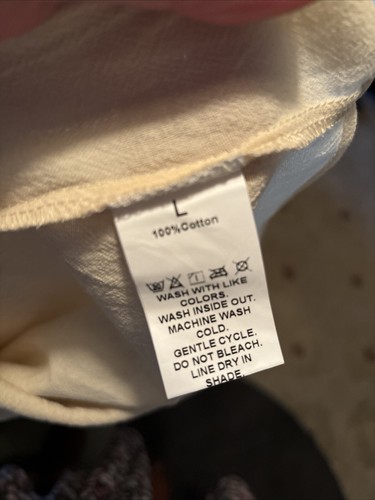 L
100%Cotton
WASH WITH LIKE
COLORS.
WASH INSIDE OUT.
MACHINE WASH
COLD.
GENTLE CYCLE.
DO NOT BLEACH.
LINE DRY IN
SHADE.